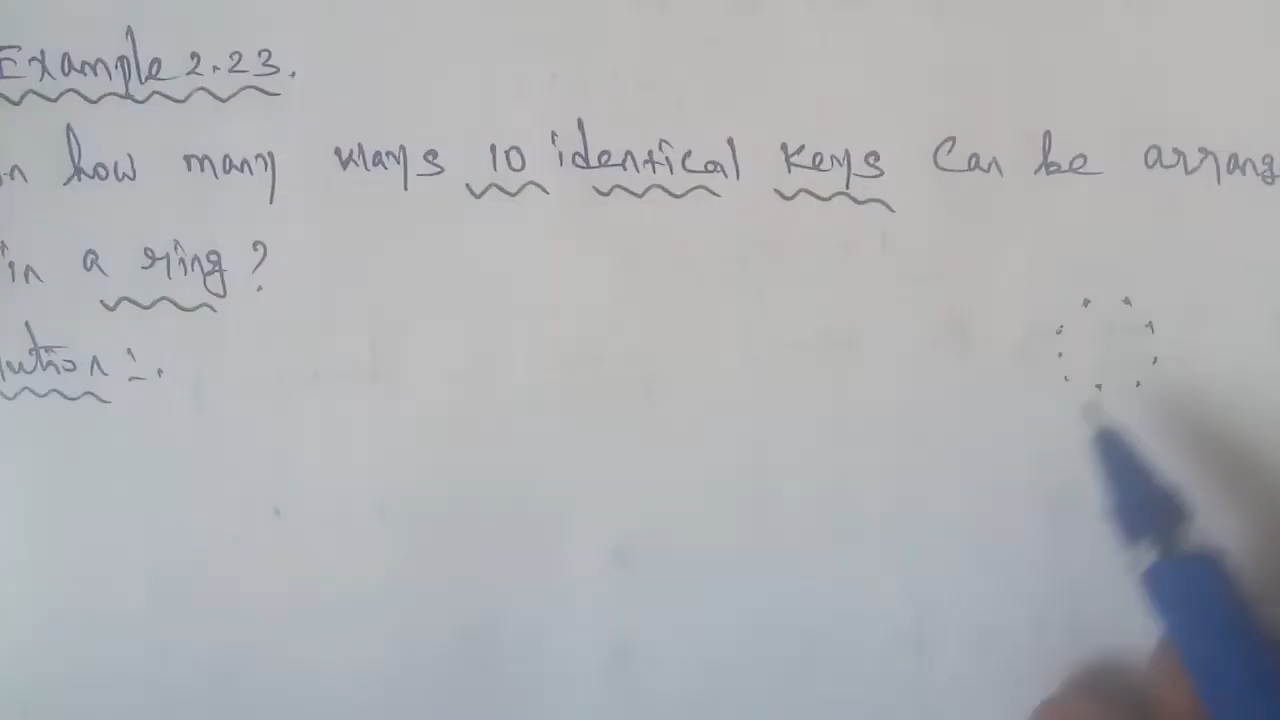 Example 2.23.
n how many ways 10 identical keys can be arrang
in a ring?
lution :-.